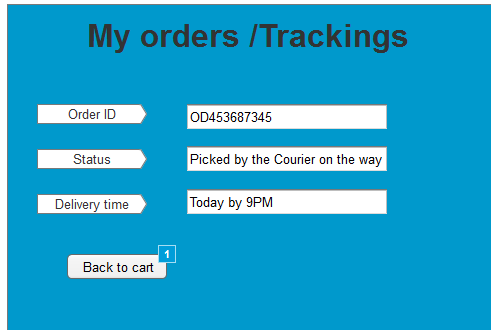 My orders /Trackings
Order ID
OD453687345
Status
Picked by the Courier on the way
Delivery time
Today by 9PM
1
Back to cart